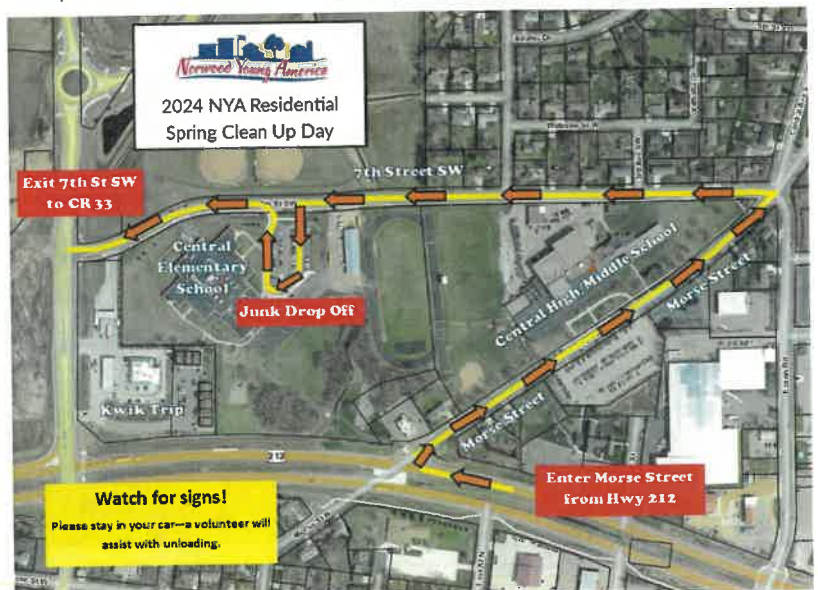 Norwood Young America
2024 NYA Residential
Spring Clean Up Day
7th Street SW
Exit 7th St SW
to CR 33
Central
Elementary
School
Junk Drop Off
Central High/Middle School
Morse Street
Morse Street
Kwik Trip
212
Enter Morse Street
from Hwy 212
Watch for signs!
Please stay in your car—a volunteer will
assist with unloading.